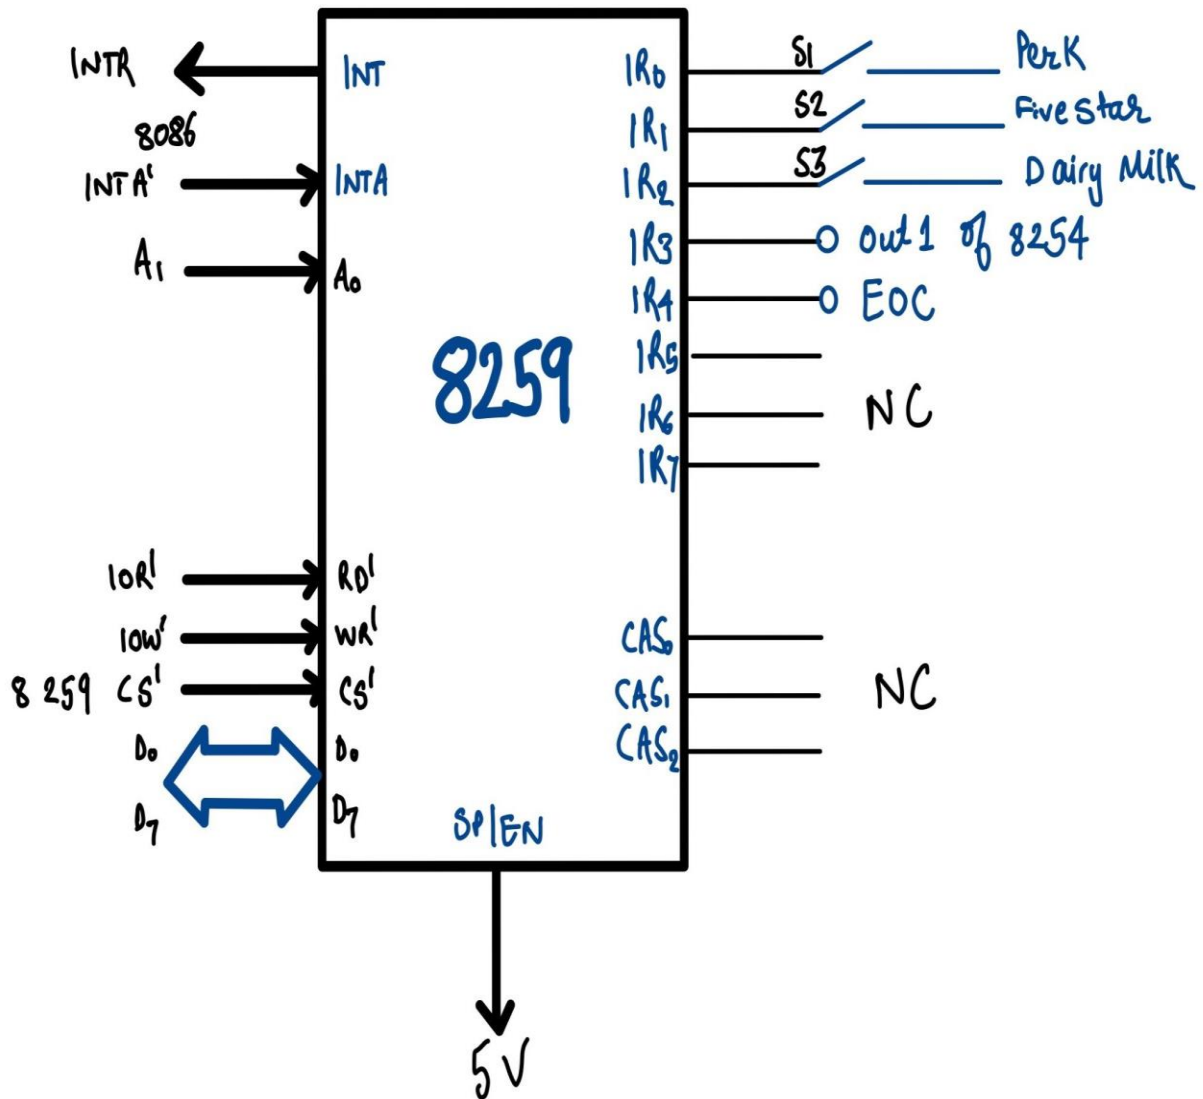 INTR
INT
8086
INTA'
INTA
A1
A0
IR0
S1
Perk
IR1
S2
Five Star
IR2
S3
Dairy Milk
IR3
Out1 of 8254
IR4
EOC
8259
IR5
IR6
NC
IR7
IOR'
RD'
IOW'
WR'
8259 CS'
CS'
D0
D0
D7
D7
CAS0
CAS1
NC
CAS2
SP/EN
5V